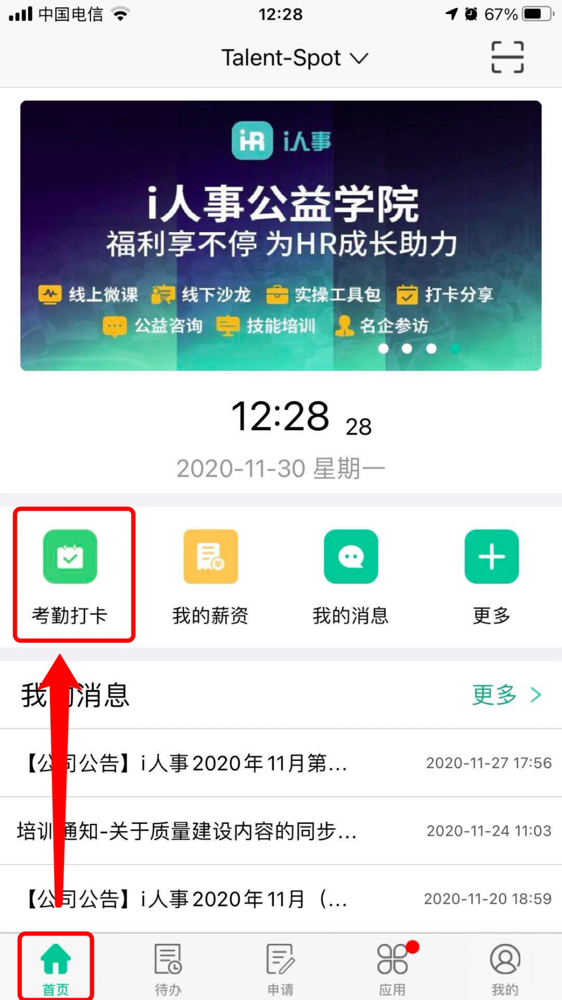 中国电信 12:28 67%
Talent-Spot
iHR i人事
i人事公益学院
福利享不停 为HR成长助力
线上微课 线下沙龙 实操工具包 打卡分享
公益咨询 技能培训 名企参访
12:28 28
2020-11-30 星期一
考勤打卡 我的薪资 我的消息 更多
我的消息 更多
【公司公告】i人事2020年11月第... 2020-11-27 17:56
培训通知-关于质量建设内容的同步... 2020-11-24 11:03
【公司公告】i人事2020年11月（... 2020-11-20 18:59
首页 待办 申请 应用 我的